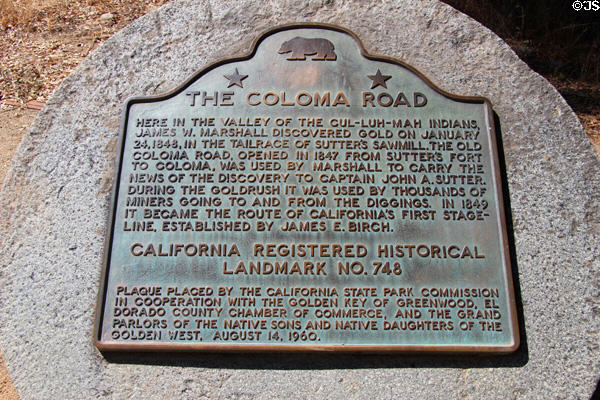 ©JS
THE COLOMA ROAD
HERE IN THE VALLEY OF THE CUL-LUH-MAH INDIANS,
JAMES W. MARSHALL DISCOVERED GOLD ON JANUARY
24,1848, IN THE TAILRACE OF SUTTER'S SAWMILL. THE OLD
COLOMA ROAD, OPENED IN 1847 FROM SUTTER'S FORT
TO COLOMA, WAS USED BY MARSHALL TO CARRY THE
NEWS OF THE DISCOVERY TO CAPTAIN JOHN A. SUTTER.
DURING THE GOLDRUSH IT WAS USED BY THOUSANDS OF
MINERS GOING TO AND FROM THE DIGGINGS. IN 1849
IT BECAME THE ROUTE OF CALIFORNIA'S FIRST STAGE-
LINE, ESTABLISHED BY JAMES E. BIRCH.
CALIFORNIA REGISTERED HISTORICAL
LANDMARK NO. 748
PLAQUE PLACED BY THE CALIFORNIA STATE PARK COMMISSION
IN COOPERATION WITH THE GOLDEN KEY OF GREENWOOD, EL
DORADO COUNTY CHAMBER OF COMMERCE, AND THE GRAND
PARLORS OF THE NATIVE SONS AND NATIVE DAUGHTERS OF THE
GOLDEN WEST, AUGUST 14, 1960.